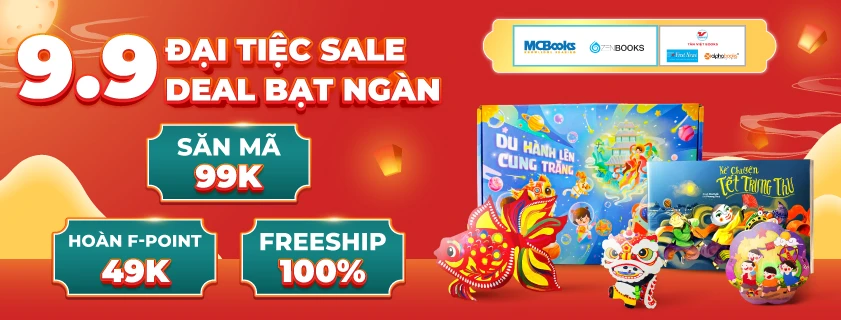 9.9
ĐẠI TIỆC SALE
DEAL BẠT NGÀN
SĂN MÃ
99K
HOÀN F-POINT
49K
FREESHIP
100%
MCBooks
ZENBOOKS
DU HÀNH LÊN
CUNG TRĂNG
Kể Chuyện
Tết Trung Thu